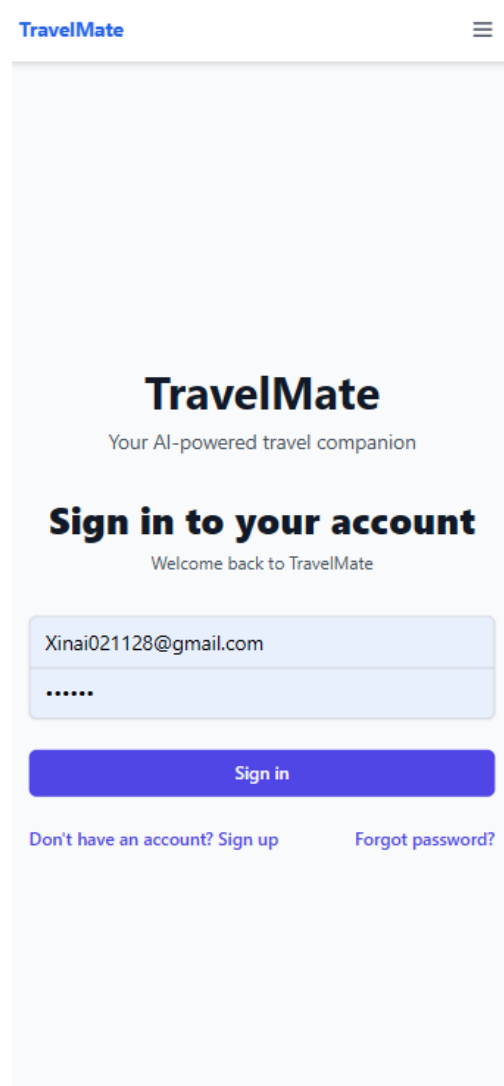 TravelMate
TravelMate
Your AI-powered travel companion
Sign in to your account
Welcome back to TravelMate
Xinai021128@gmail.com
••••••
Sign in
Don't have an account? Sign up Forgot password?